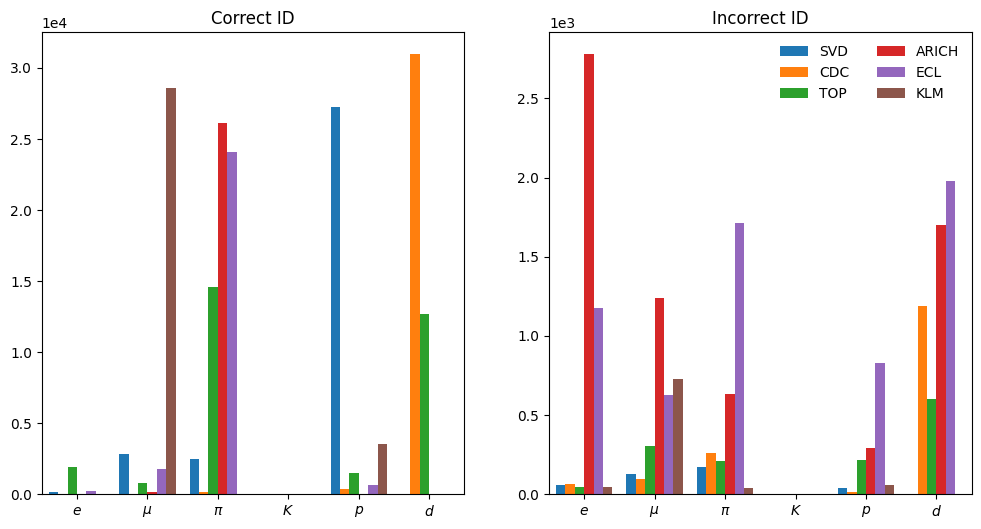 Correct ID
1e4
3.0
2.5
2.0
1.5
1.0
0.5
0.0
e μ π K p d
Incorrect ID
1e3
SVD
CDC
TOP
ARICH
ECL
KLM
2.5
2.0
1.5
1.0
0.5
0.0
e μ π K p d